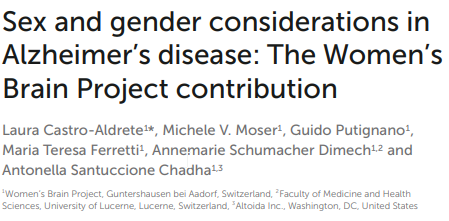 Sex and gender considerations in
Alzheimer's disease: The Women's
Brain Project contribution
Laura Castro-Aldrete¹*, Michele V. Moser¹, Guido Putignano¹,
Maria Teresa Ferretti¹, Annemarie Schumacher Dimech¹,² and
Antonella Santuccione Chadha¹,³
¹Women's Brain Project, Guntershausen bei Aadorf, Switzerland, ²Faculty of Medicine and Health
Sciences, University of Lucerne, Lucerne, Switzerland, ³Altoida Inc., Washington, DC, United States